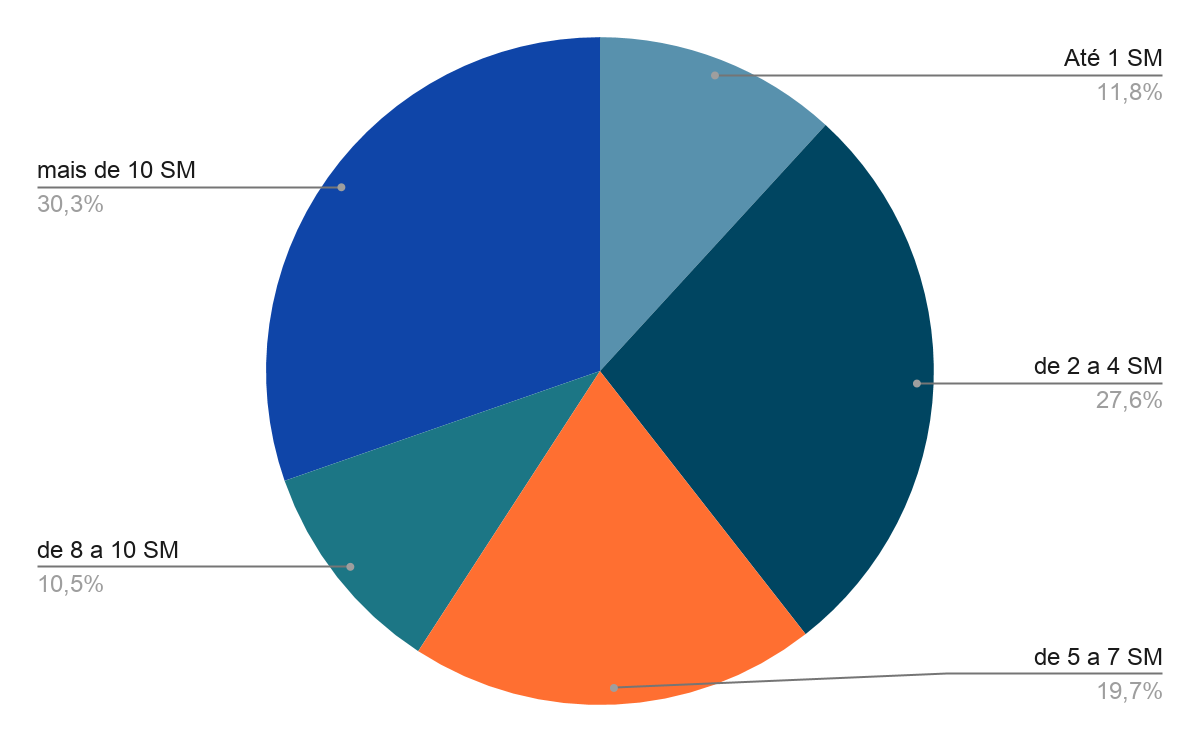 Até 1 SM
11,8%
mais de 10 SM
30,3%
de 2 a 4 SM
27,6%
de 8 a 10 SM
10,5%
de 5 a 7 SM
19,7%